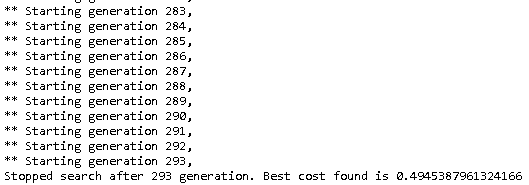 ** Starting generation 283,
** Starting generation 284,
** Starting generation 285,
** Starting generation 286,
** Starting generation 287,
** Starting generation 288,
** Starting generation 289,
** Starting generation 290,
** Starting generation 291,
** Starting generation 292,
** Starting generation 293,
Stopped search after 293 generation. Best cost found is 0.4945387961324166